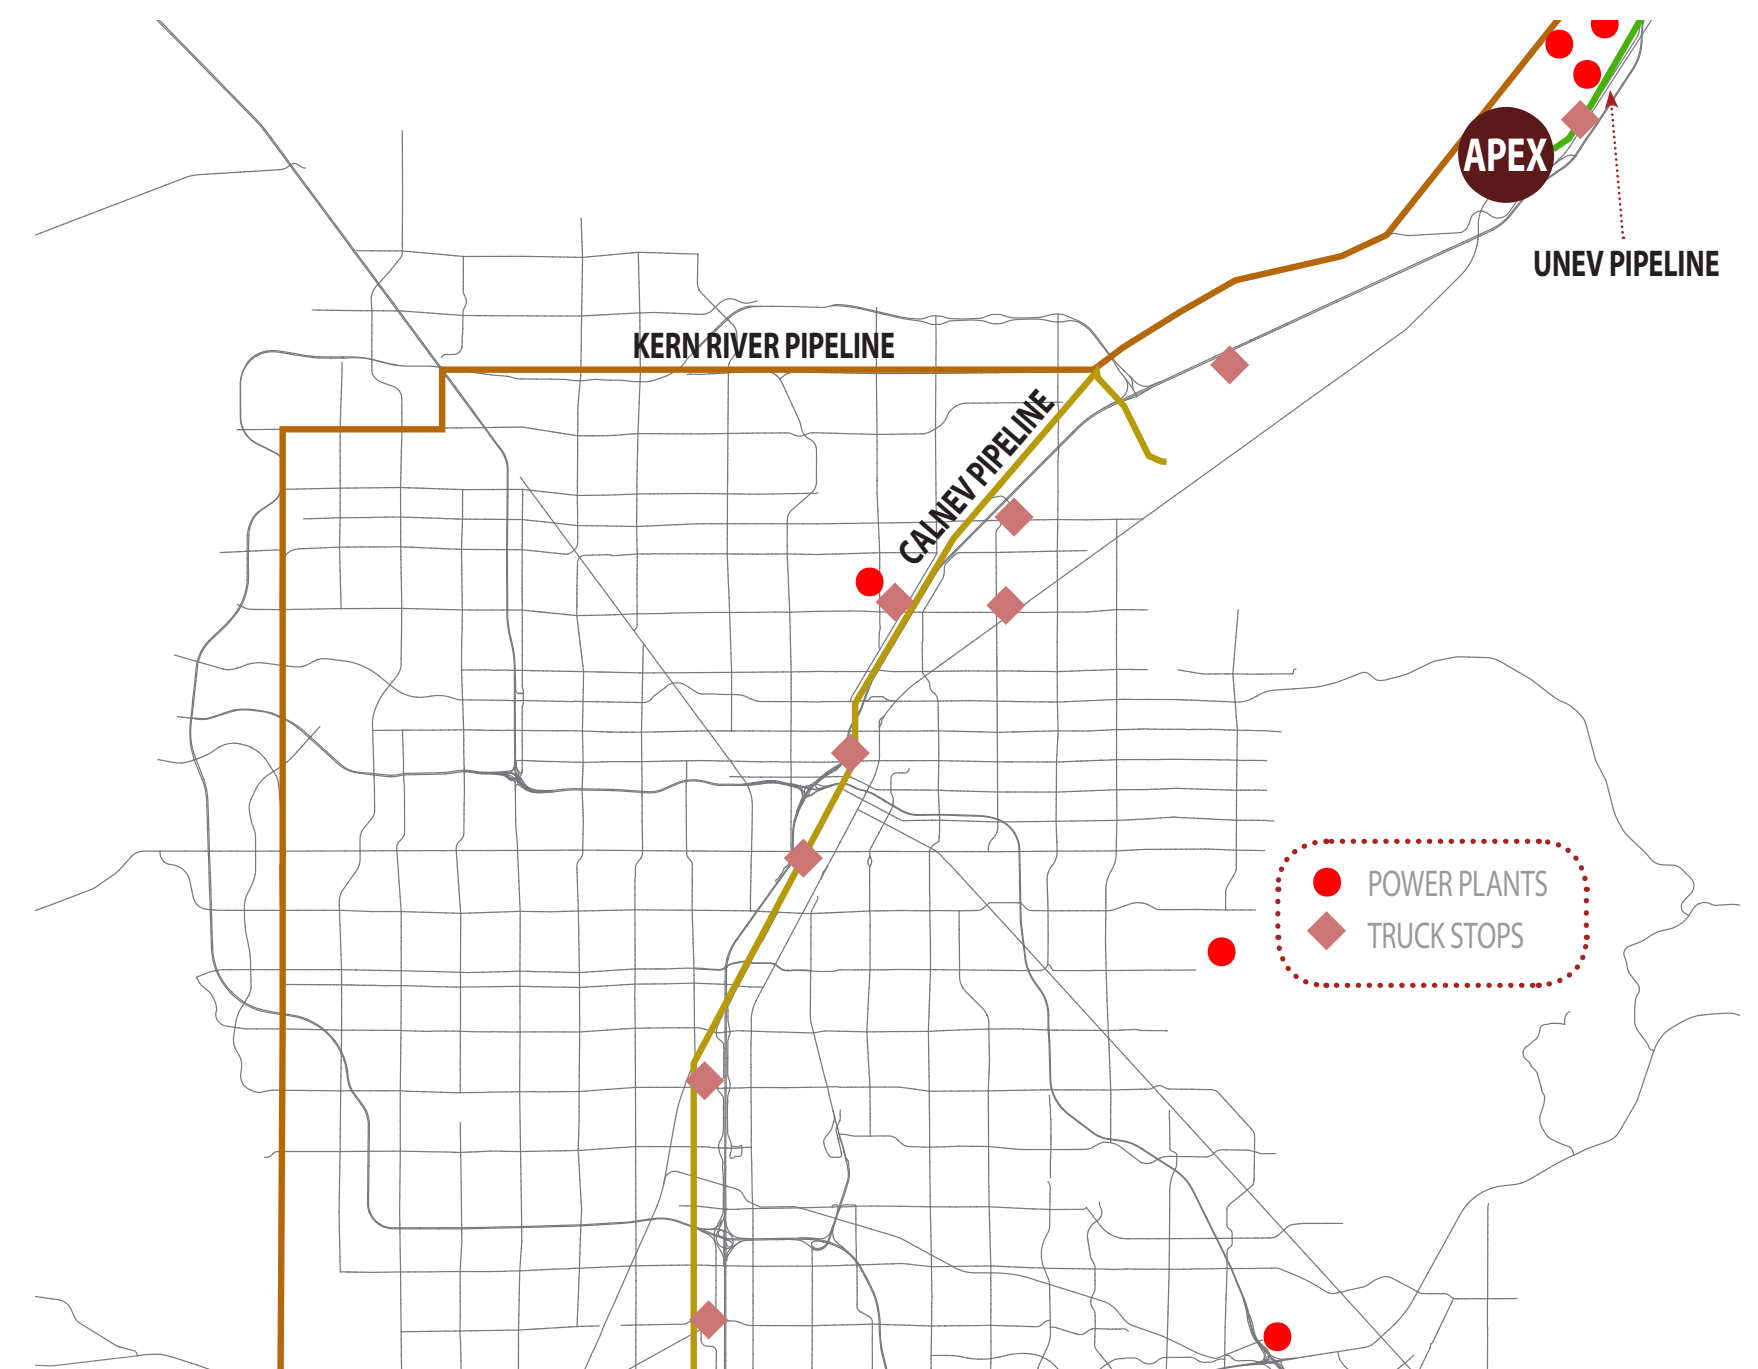 APEX
UNEV PIPELINE
KERN RIVER PIPELINE
CALNEV PIPELINE
POWER PLANTS
TRUCK STOPS